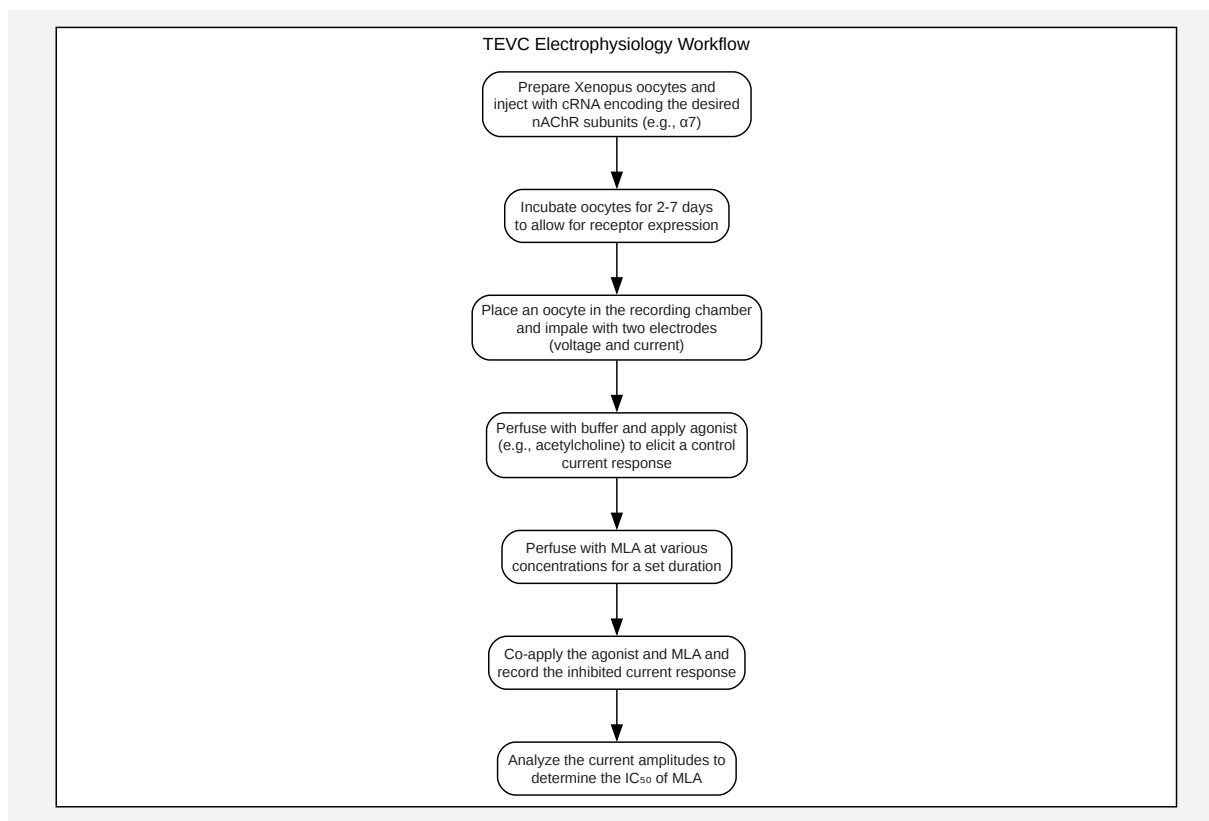 TEVC Electrophysiology Workflow
Prepare Xenopus oocytes and
inject with cRNA encoding the desired
nAChR subunits (e.g., α7)
Incubate oocytes for 2-7 days
to allow for receptor expression
Place an oocyte in the recording chamber
and impale with two electrodes
(voltage and current)
Perfuse with buffer and apply agonist
(e.g., acetylcholine) to elicit a control
current response
Perfuse with MLA at various
concentrations for a set duration
Co-apply the agonist and MLA and
record the inhibited current response
Analyze the current amplitudes to
determine the IC₅₀ of MLA